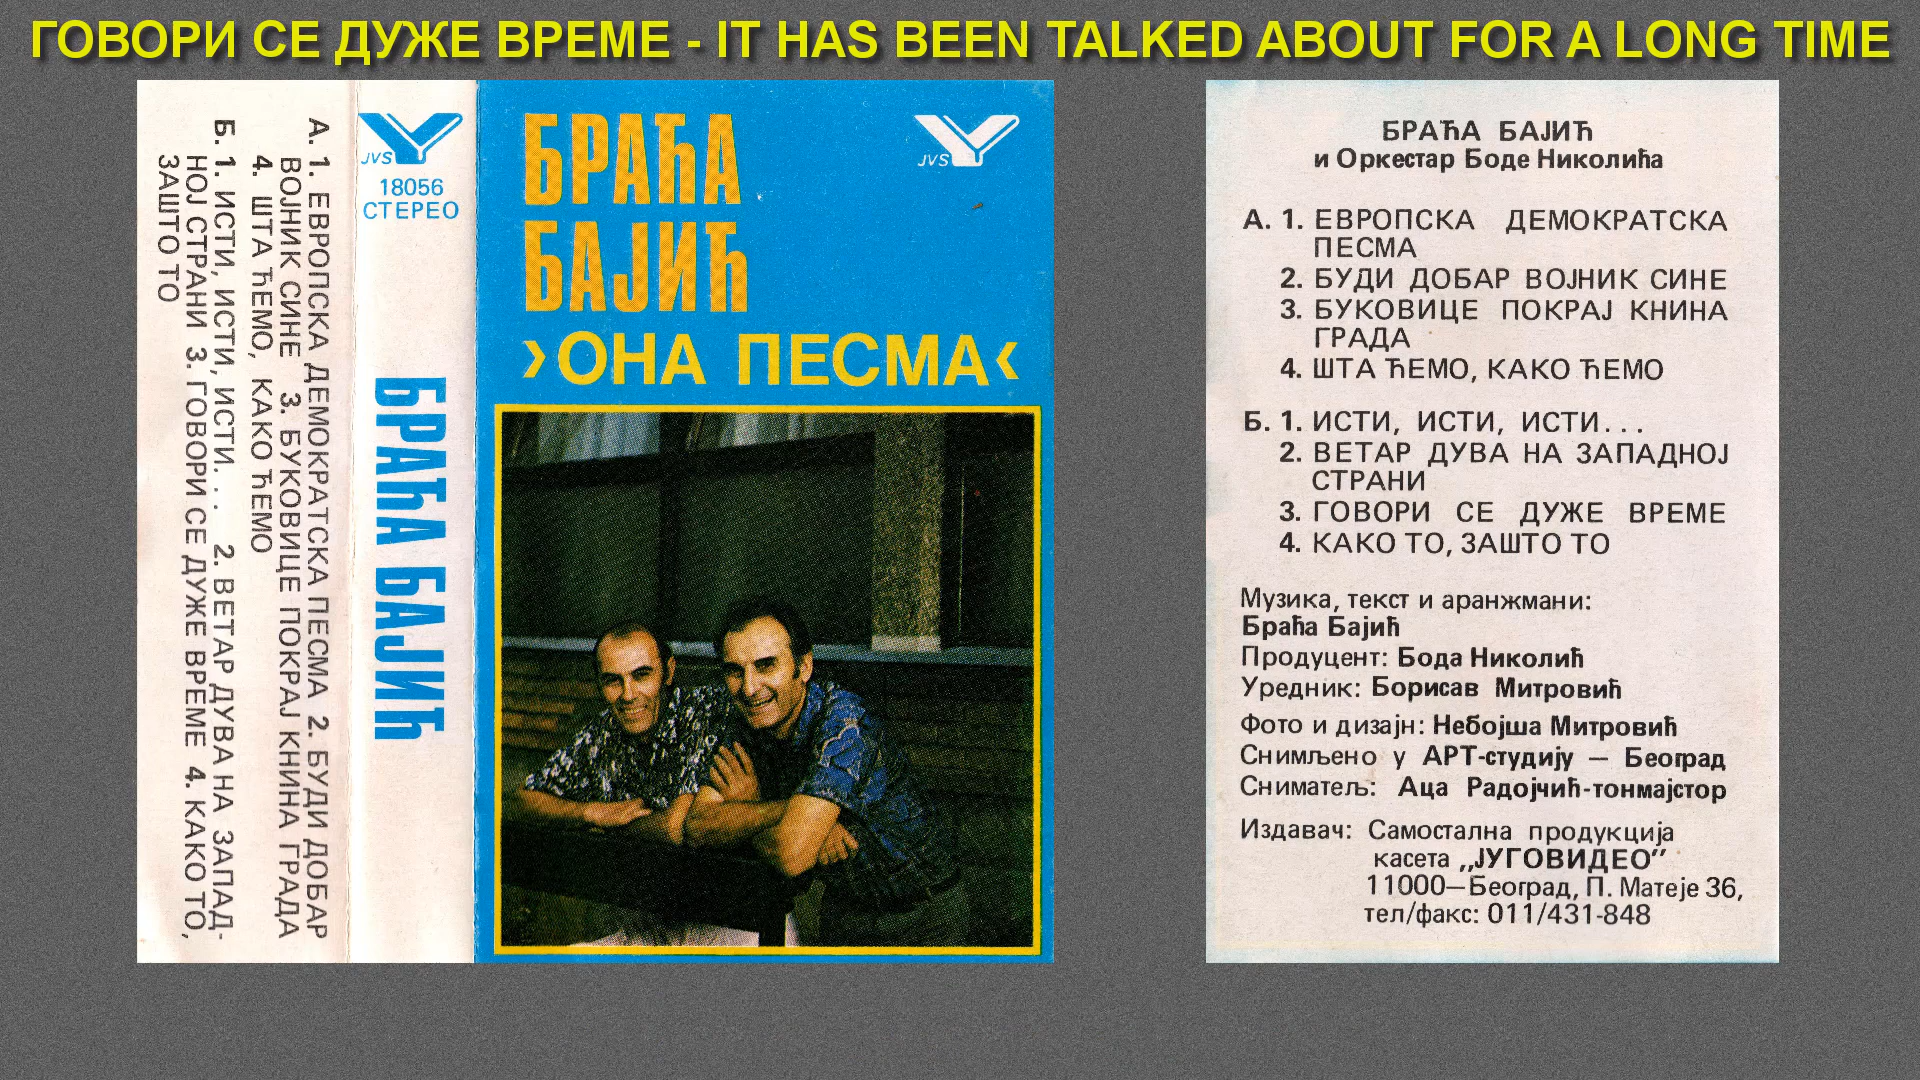 ГОВОРИ СЕ ДУЖЕ ВРЕМЕ - IT HAS BEEN TALKED ABOUT FOR A LONG TIME
А. 1. ЕВРОПСКА ДЕМОКРАТСКА ПЕСМА 2. БУДИ ДОБАР
ВОЈНИК СИНЕ 3. БУКОВИЦЕ ПОКРАЈ КНИНА ГРАДА
4. ШТА ЋЕМО, КАКО ЋЕМО
Б. 1. ИСТИ, ИСТИ, ИСТИ... 2. ВЕТАР ДУВА НА ЗАПАД-
НОЈ СТРАНИ 3. ГОВОРИ СЕ ДУЖЕ ВРЕМЕ 4. КАКО ТО,
ЗАШТО ТО
JVS
18056
СТЕРЕО
БРАЋА БАЈИЋ
БРАЋА
БАЈИЋ
›ОНА ПЕСМА‹
JVS
БРАЋА БАЈИЋ
и Оркестар Боде Николића
А. 1. ЕВРОПСКА ДЕМОКРАТСКА
ПЕСМА
2. БУДИ ДОБАР ВОЈНИК СИНЕ
3. БУКОВИЦЕ ПОКРАЈ КНИНА
ГРАДА
4. ШТА ЋЕМО, КАКО ЋЕМО
Б. 1. ИСТИ, ИСТИ, ИСТИ...
2. ВЕТАР ДУВА НА ЗАПАДНОЈ
СТРАНИ
3. ГОВОРИ СЕ ДУЖЕ ВРЕМЕ
4. КАКО ТО, ЗАШТО ТО
Музика, текст и аранжмани:
Браћа Бајић
Продуцент: Бода Николић
Уредник: Борисав Митровић
Фото и дизајн: Небојша Митровић
Снимљено у АРТ-студију — Београд
Сниматељ: Аца Радојчић-тонмајстор
Издавач: Самостална продукција
касета „ЈУГОВИДЕО”
11000—Београд, П. Матеје 36,
тел/факс: 011/431-848